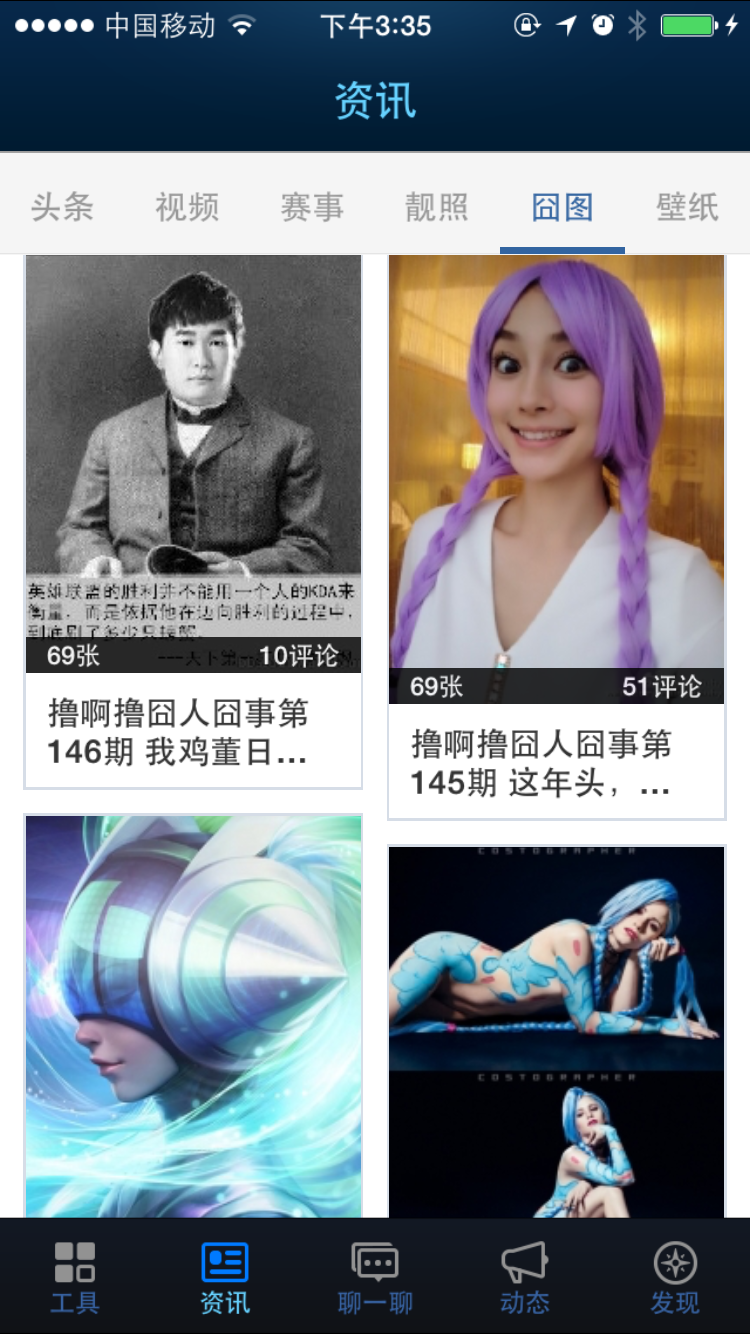 中国移动
下午3:35
资讯
头条 视频 赛事 靓照 囧图 壁纸
英雄联盟的胜利并不能用一个人的KDA来
衡量．而是依据他在迈向胜利的过程中，
到底刷了多少只螃蟹．
69张 10评论
撸啊撸囧人囧事第
146期 我鸡董日...
69张 51评论
撸啊撸囧人囧事第
145期 这年头，...
COSTOGRAPHER
COSTOGRAPHER
工具 资讯 聊一聊 动态 发现